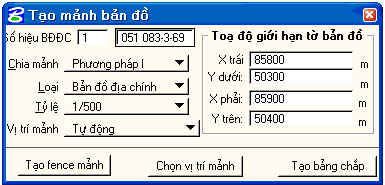 Tạo mảnh bản đồ
Số hiệu BĐĐC 1 051 083-3-69
Chia mảnh Phương pháp I
Loại Bản đồ địa chính
Tỷ lệ 1/500
Vị trí mảnh Tự động
Toạ độ giới hạn tờ bản đồ
X trái 85800 m
Y dưới: 50300 m
X phải: 85900 m
Y trên: 50400 m
Tạo fence mảnh
Chọn vị trí mảnh
Tạo bảng chắp